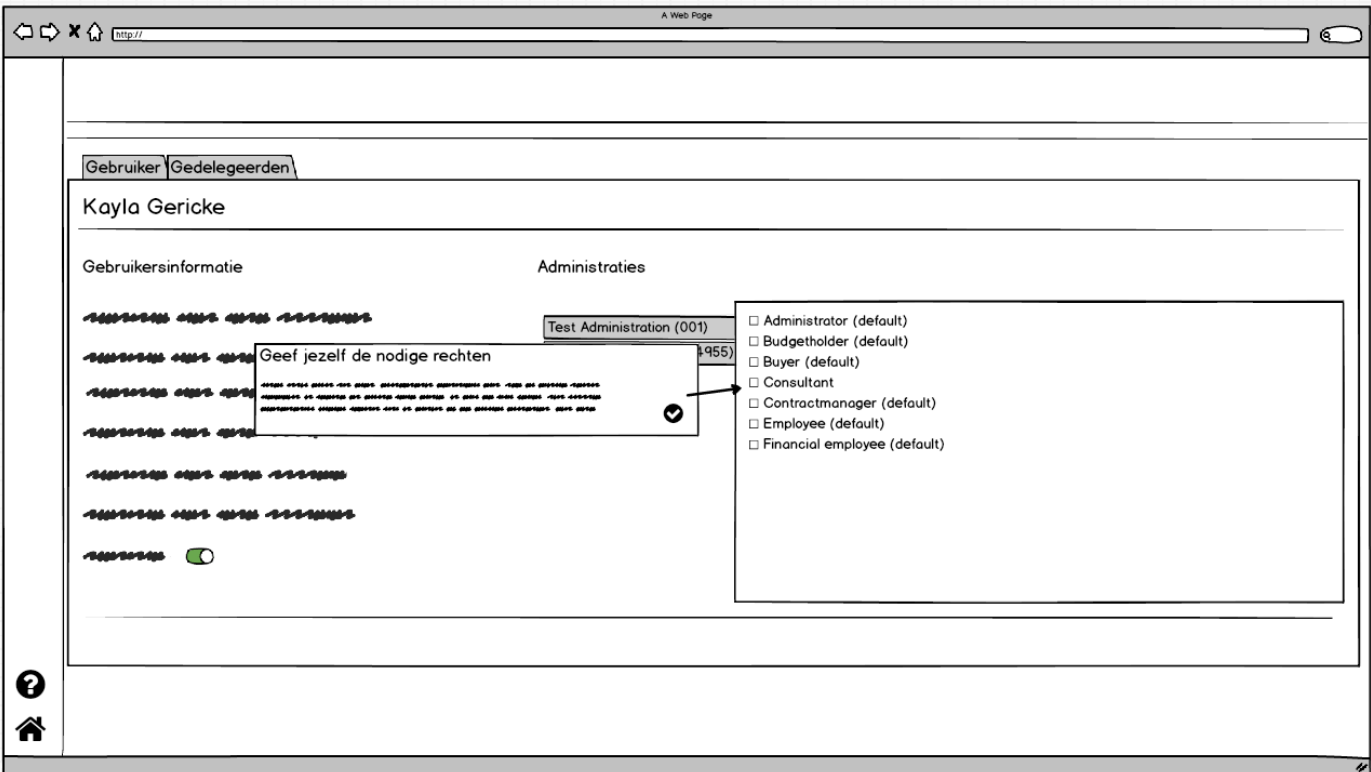 A Web Page
http://
Gebruiker
Gedelegeerden
Kayla Gericke
Gebruikersinformatie
Administraties
Test Administration (001)
4955)
Geef jezelf de nodige rechten
Administrator (default)
Budgetholder (default)
Buyer (default)
Consultant
Contractmanager (default)
Employee (default)
Financial employee (default)